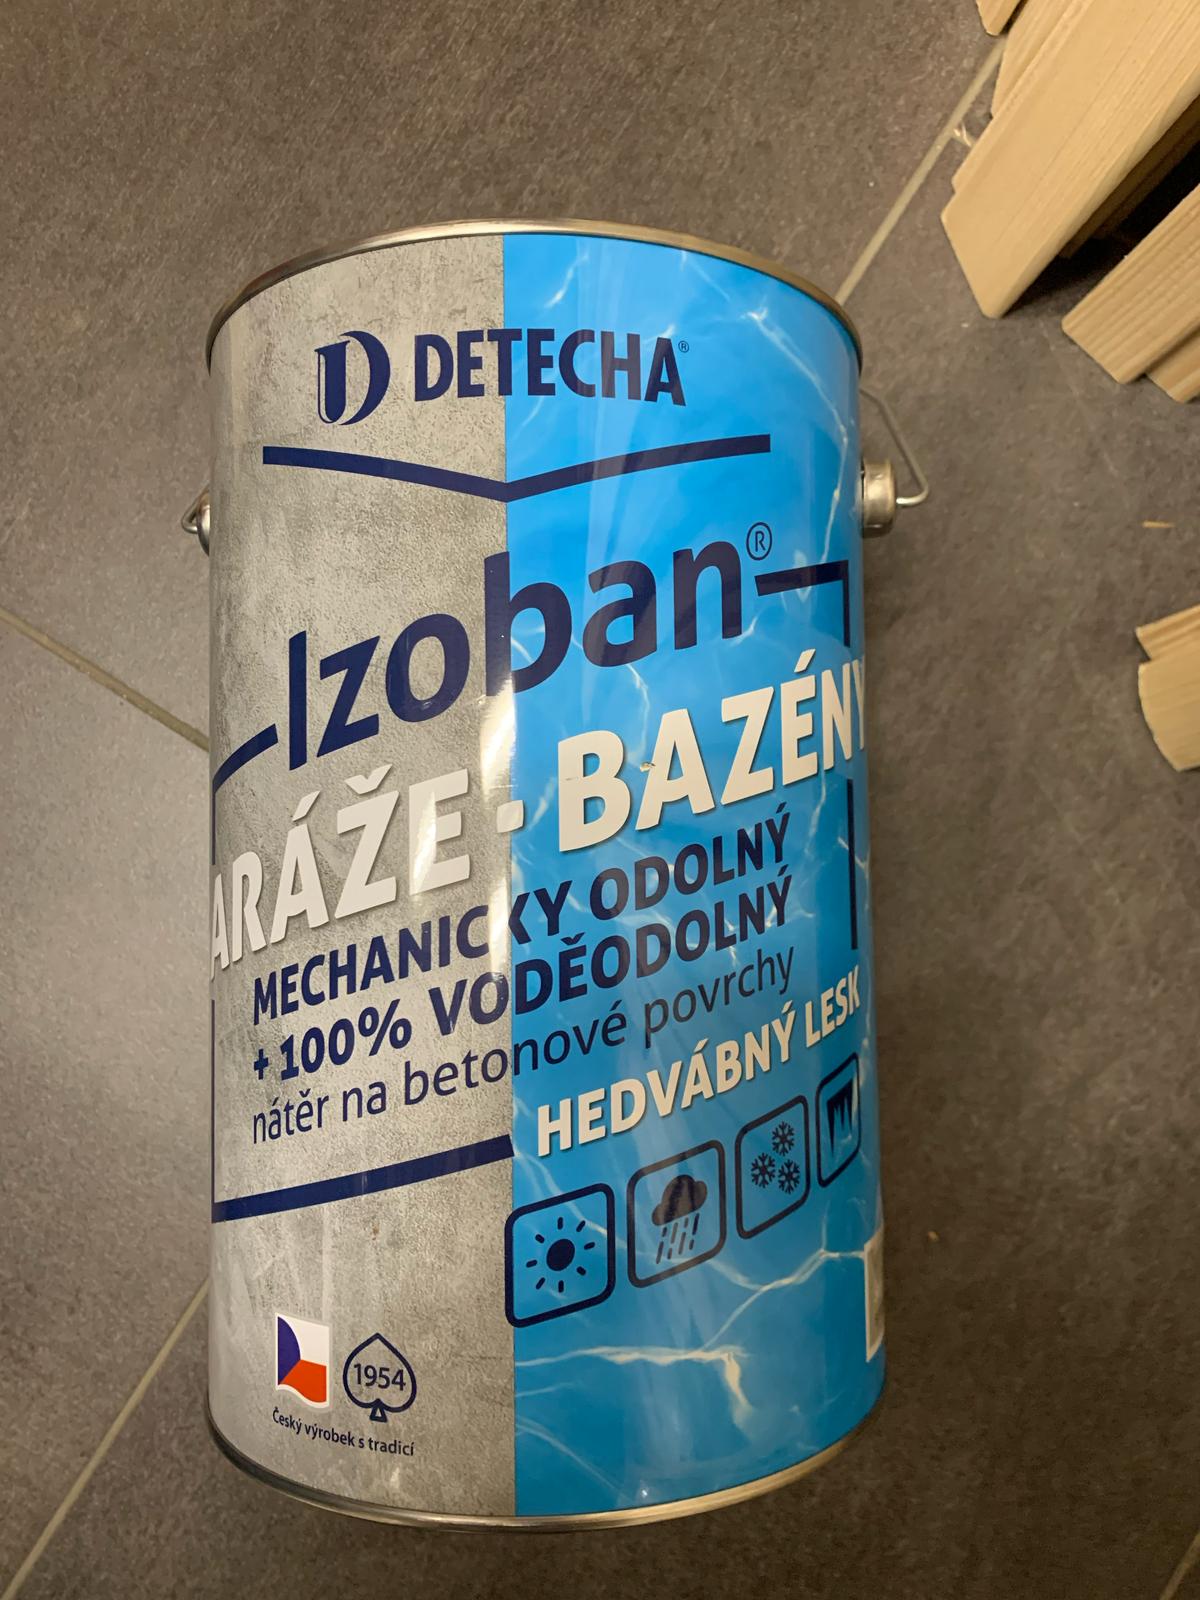 DETECHA®
Izoban®
ARÁŽE - BAZÉNY
MECHANICKY ODOLNÝ
+ 100% VODĚODOLNÝ
nátěr na betonové povrchy
HEDVÁBNÝ LESK
1954
Český výrobek s tradicí